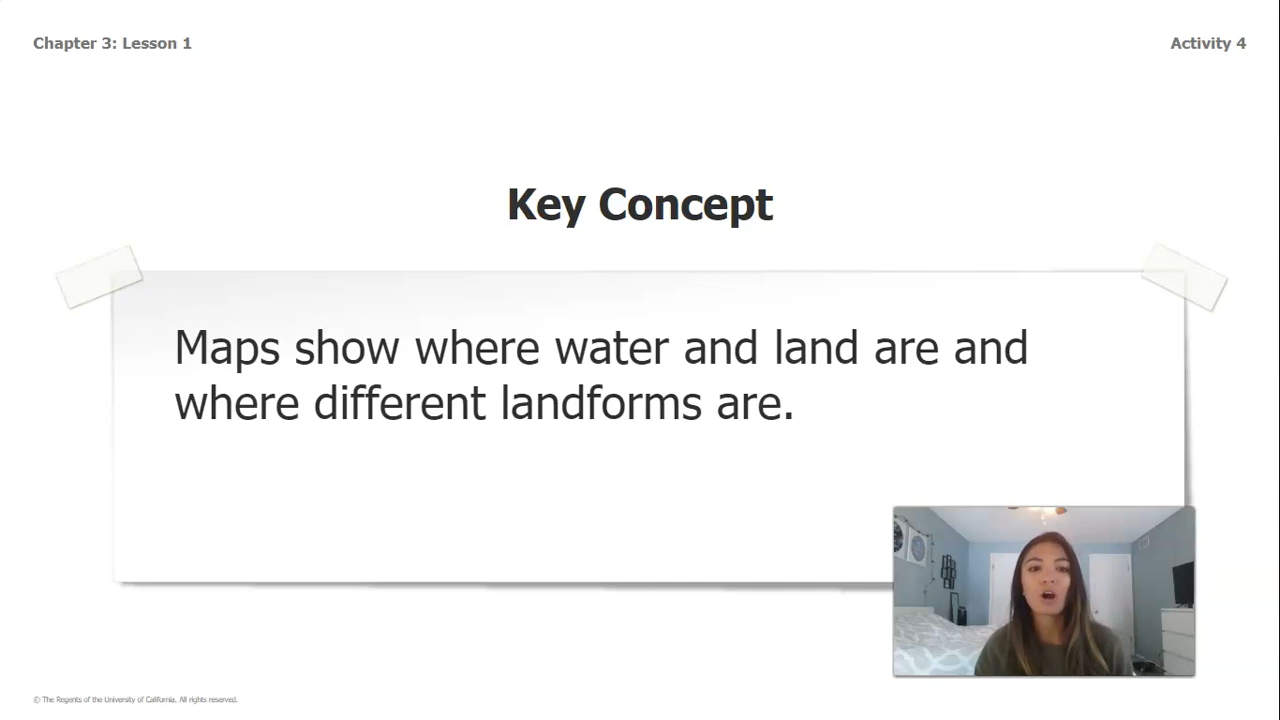 Chapter 3: Lesson 1
Activity 4
Key Concept
Maps show where water and land are and
where different landforms are.
© The Regents of the University of California. All rights reserved.